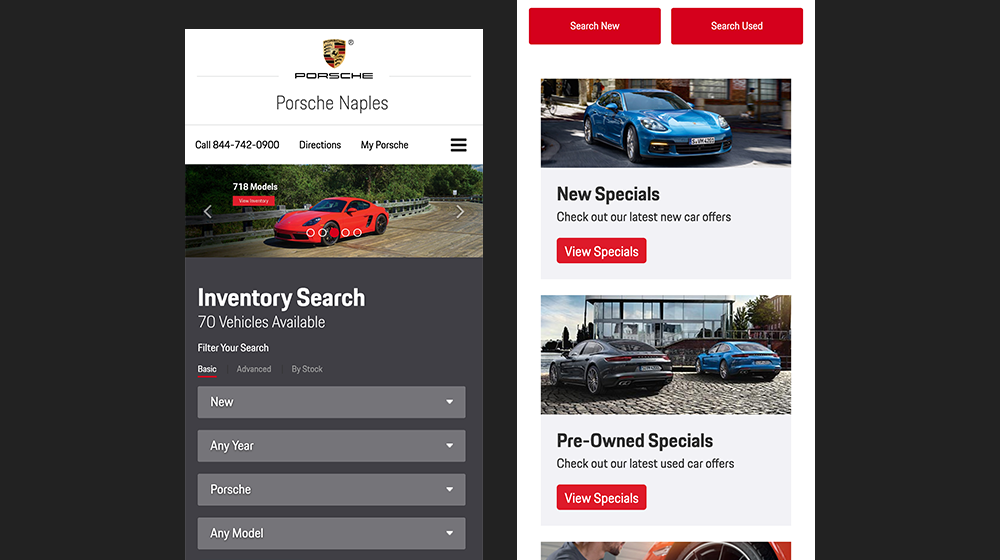 PORSCHE
Porsche Naples
Call 844-742-0900 Directions My Porsche
718 Models
View Inventory
Inventory Search
70 Vehicles Available
Filter Your Search
Basic Advanced By Stock
New
Any Year
Porsche
Any Model
Search New Search Used
New Specials
Check out our latest new car offers
View Specials
Pre-Owned Specials
Check out our latest used car offers
View Specials